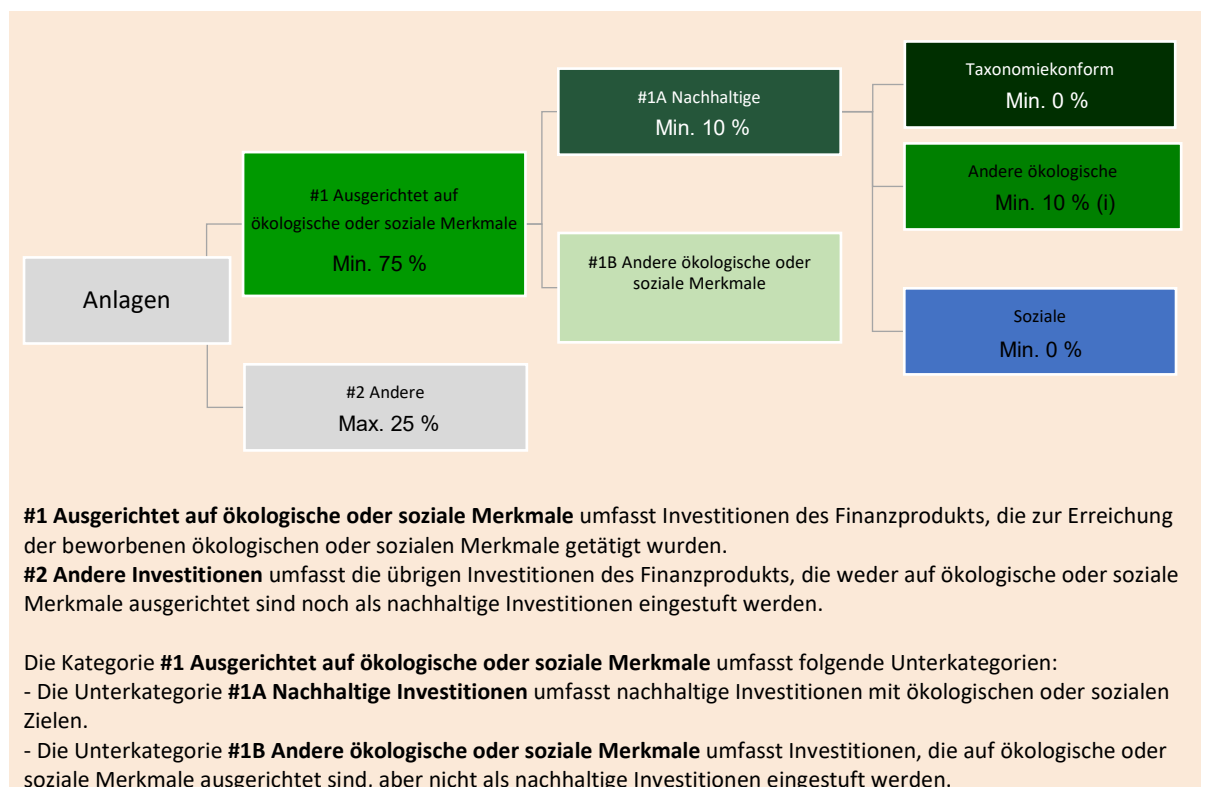 Anlagen
#1 Ausgerichtet auf
ökologische oder soziale Merkmale
Min. 75 %
#2 Andere
Max. 25 %
#1A Nachhaltige
Min. 10 %
#1B Andere ökologische oder
soziale Merkmale
Taxonomiekonform
Min. 0 %
Andere ökologische
Min. 10 % (i)
Soziale
Min. 0 %
#1 Ausgerichtet auf ökologische oder soziale Merkmale umfasst Investitionen des Finanzprodukts, die zur Erreichung
der beworbenen ökologischen oder sozialen Merkmale getätigt wurden.
#2 Andere Investitionen umfasst die übrigen Investitionen des Finanzprodukts, die weder auf ökologische oder soziale
Merkmale ausgerichtet sind noch als nachhaltige Investitionen eingestuft werden.
Die Kategorie #1 Ausgerichtet auf ökologische oder soziale Merkmale umfasst folgende Unterkategorien:
- Die Unterkategorie #1A Nachhaltige Investitionen umfasst nachhaltige Investitionen mit ökologischen oder sozialen
Zielen.
- Die Unterkategorie #1B Andere ökologische oder soziale Merkmale umfasst Investitionen, die auf ökologische oder
soziale Merkmale ausgerichtet sind, aber nicht als nachhaltige Investitionen eingestuft werden.